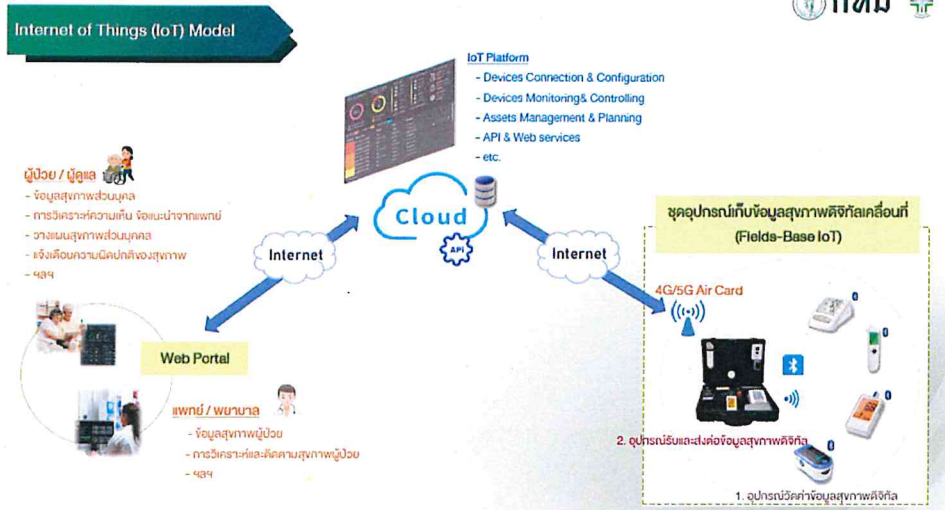 กทม
Internet of Things (IoT) Model
IoT Platform
- Devices Connection & Configuration
- Devices Monitoring& Controlling
- Assets Management & Planning
- API & Web services
- etc.
ผู้ป่วย / ผู้ดูแล
- ข้อมูลสุขภาพส่วนบุคคล
- การวิเคราะห์ความเห็น ข้อแนะนำจากแพทย์
- วางแผนสุขภาพส่วนบุคคล
- แจ้งเตือนความผิดปกติของสุขภาพ
- ฯลฯ
Cloud
API
Internet
Internet
ชุดอุปกรณ์เก็บข้อมูลสุขภาพดิจิทัลเคลื่อนที่
(Fields-Base IoT)
4G/5G Air Card
Web Portal
แพทย์ / พยาบาล
- ข้อมูลสุขภาพผู้ป่วย
- การวิเคราะห์และติดตามสุขภาพผู้ป่วย
- ฯลฯ
2. อุปกรณ์รับและส่งต่อข้อมูลสุขภาพดิจิทัล
1. อุปกรณ์วัดค่าข้อมูลสุขภาพดิจิทัล